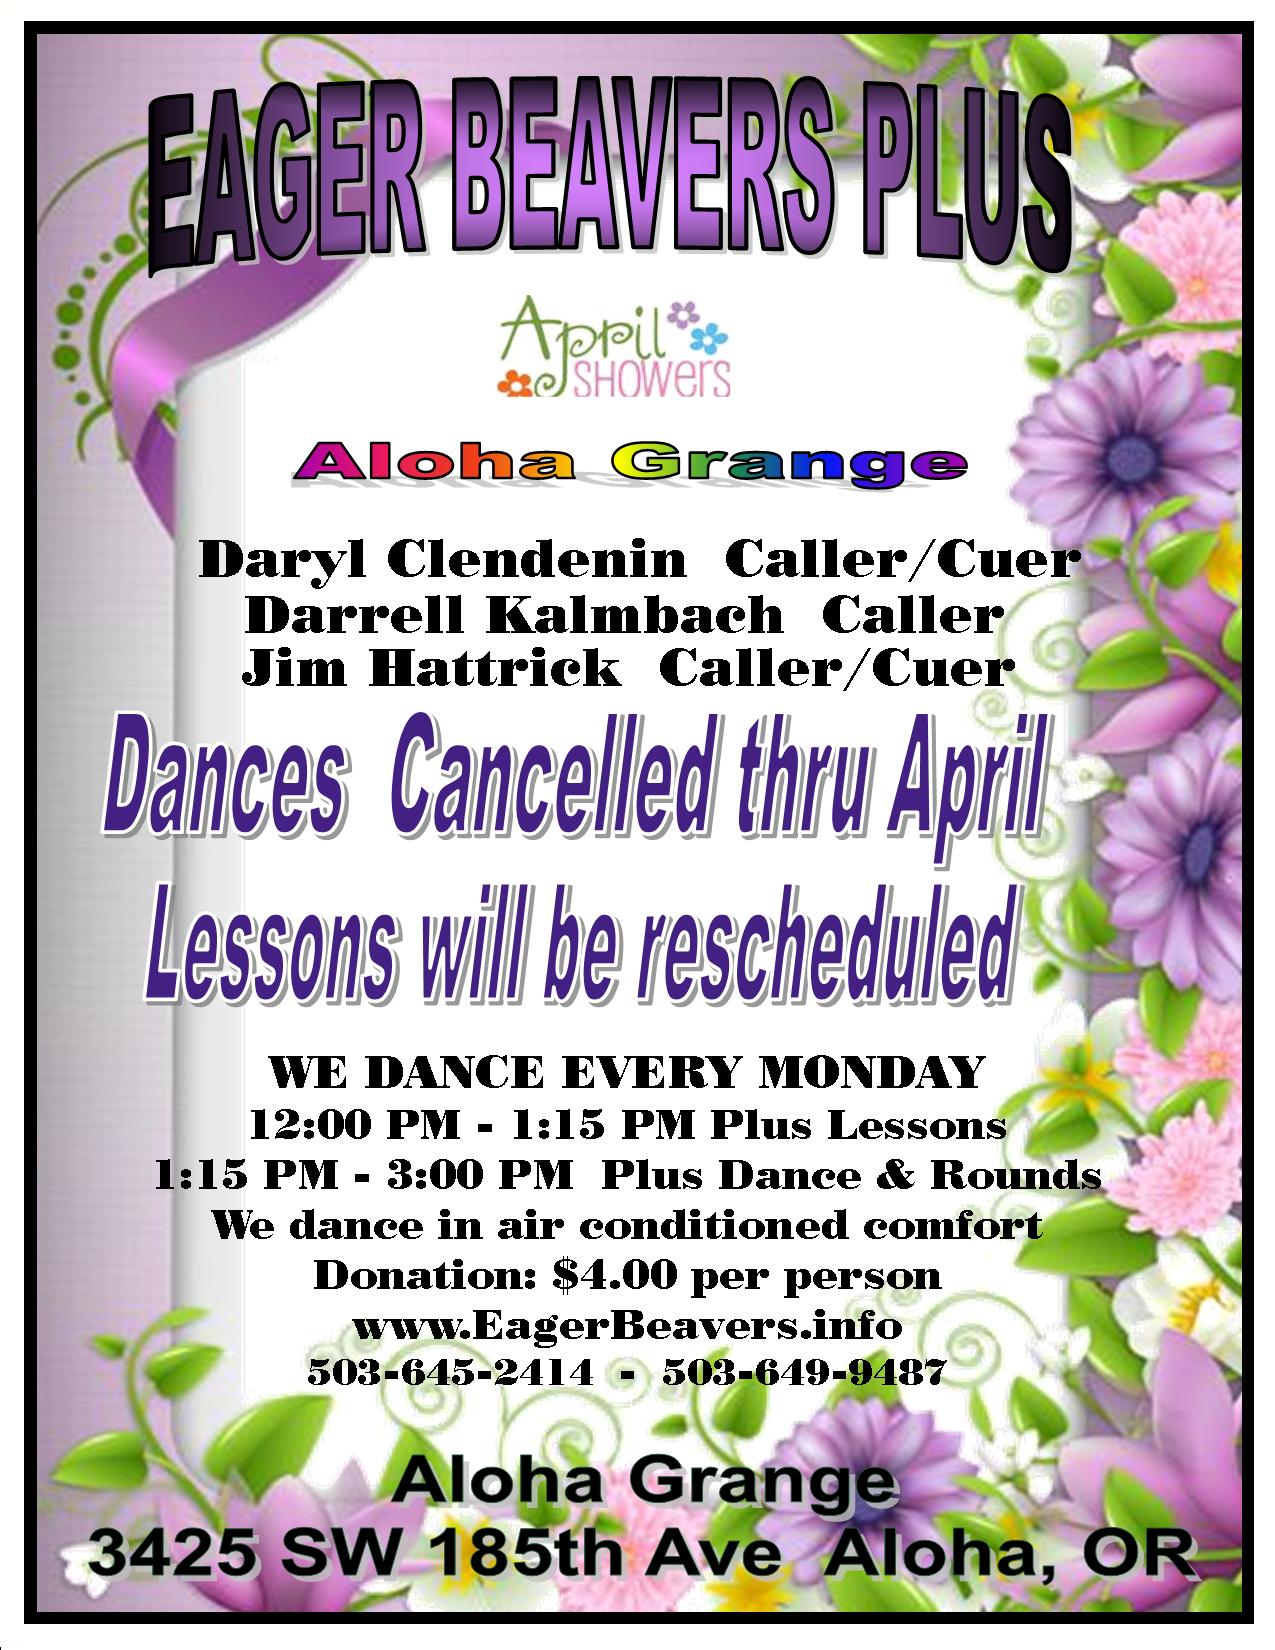 EAGER BEAVERS PLUS
April
SHOWERS
Aloha Grange
Daryl Clendenin Caller/Cuer
Darrell Kalmbach Caller
Jim Hattrick Caller/Cuer
Dances Cancelled thru April
Lessons will be rescheduled
WE DANCE EVERY MONDAY
12:00 PM - 1:15 PM Plus Lessons
1:15 PM - 3:00 PM Plus Dance & Rounds
We dance in air conditioned comfort
Donation: $4.00 per person
www.EagerBeavers.info
503-645-2414 - 503-649-9487
Aloha Grange
3425 SW 185th Ave Aloha, OR